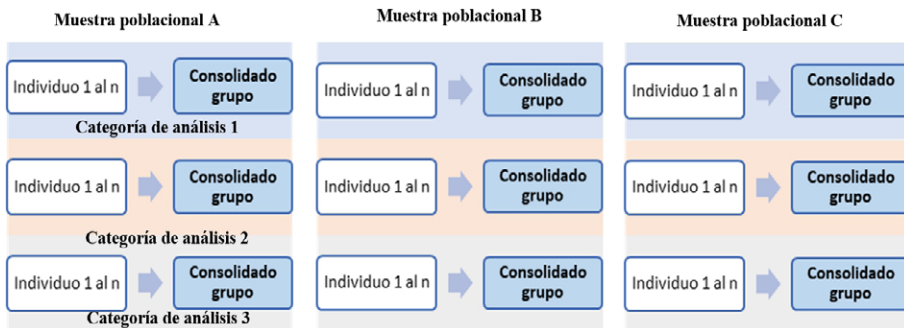 Muestra poblacional A
Muestra poblacional B
Muestra poblacional C
Individuo 1 al n
Consolidado
grupo
Individuo 1 al n
Consolidado
grupo
Individuo 1 al n
Consolidado
grupo
Categoría de análisis 1
Individuo 1 al n
Consolidado
grupo
Individuo 1 al n
Consolidado
grupo
Individuo 1 al n
Consolidado
grupo
Categoría de análisis 2
Individuo 1 al n
Consolidado
grupo
Individuo 1 al n
Consolidado
grupo
Individuo 1 al n
Consolidado
grupo
Categoría de análisis 3